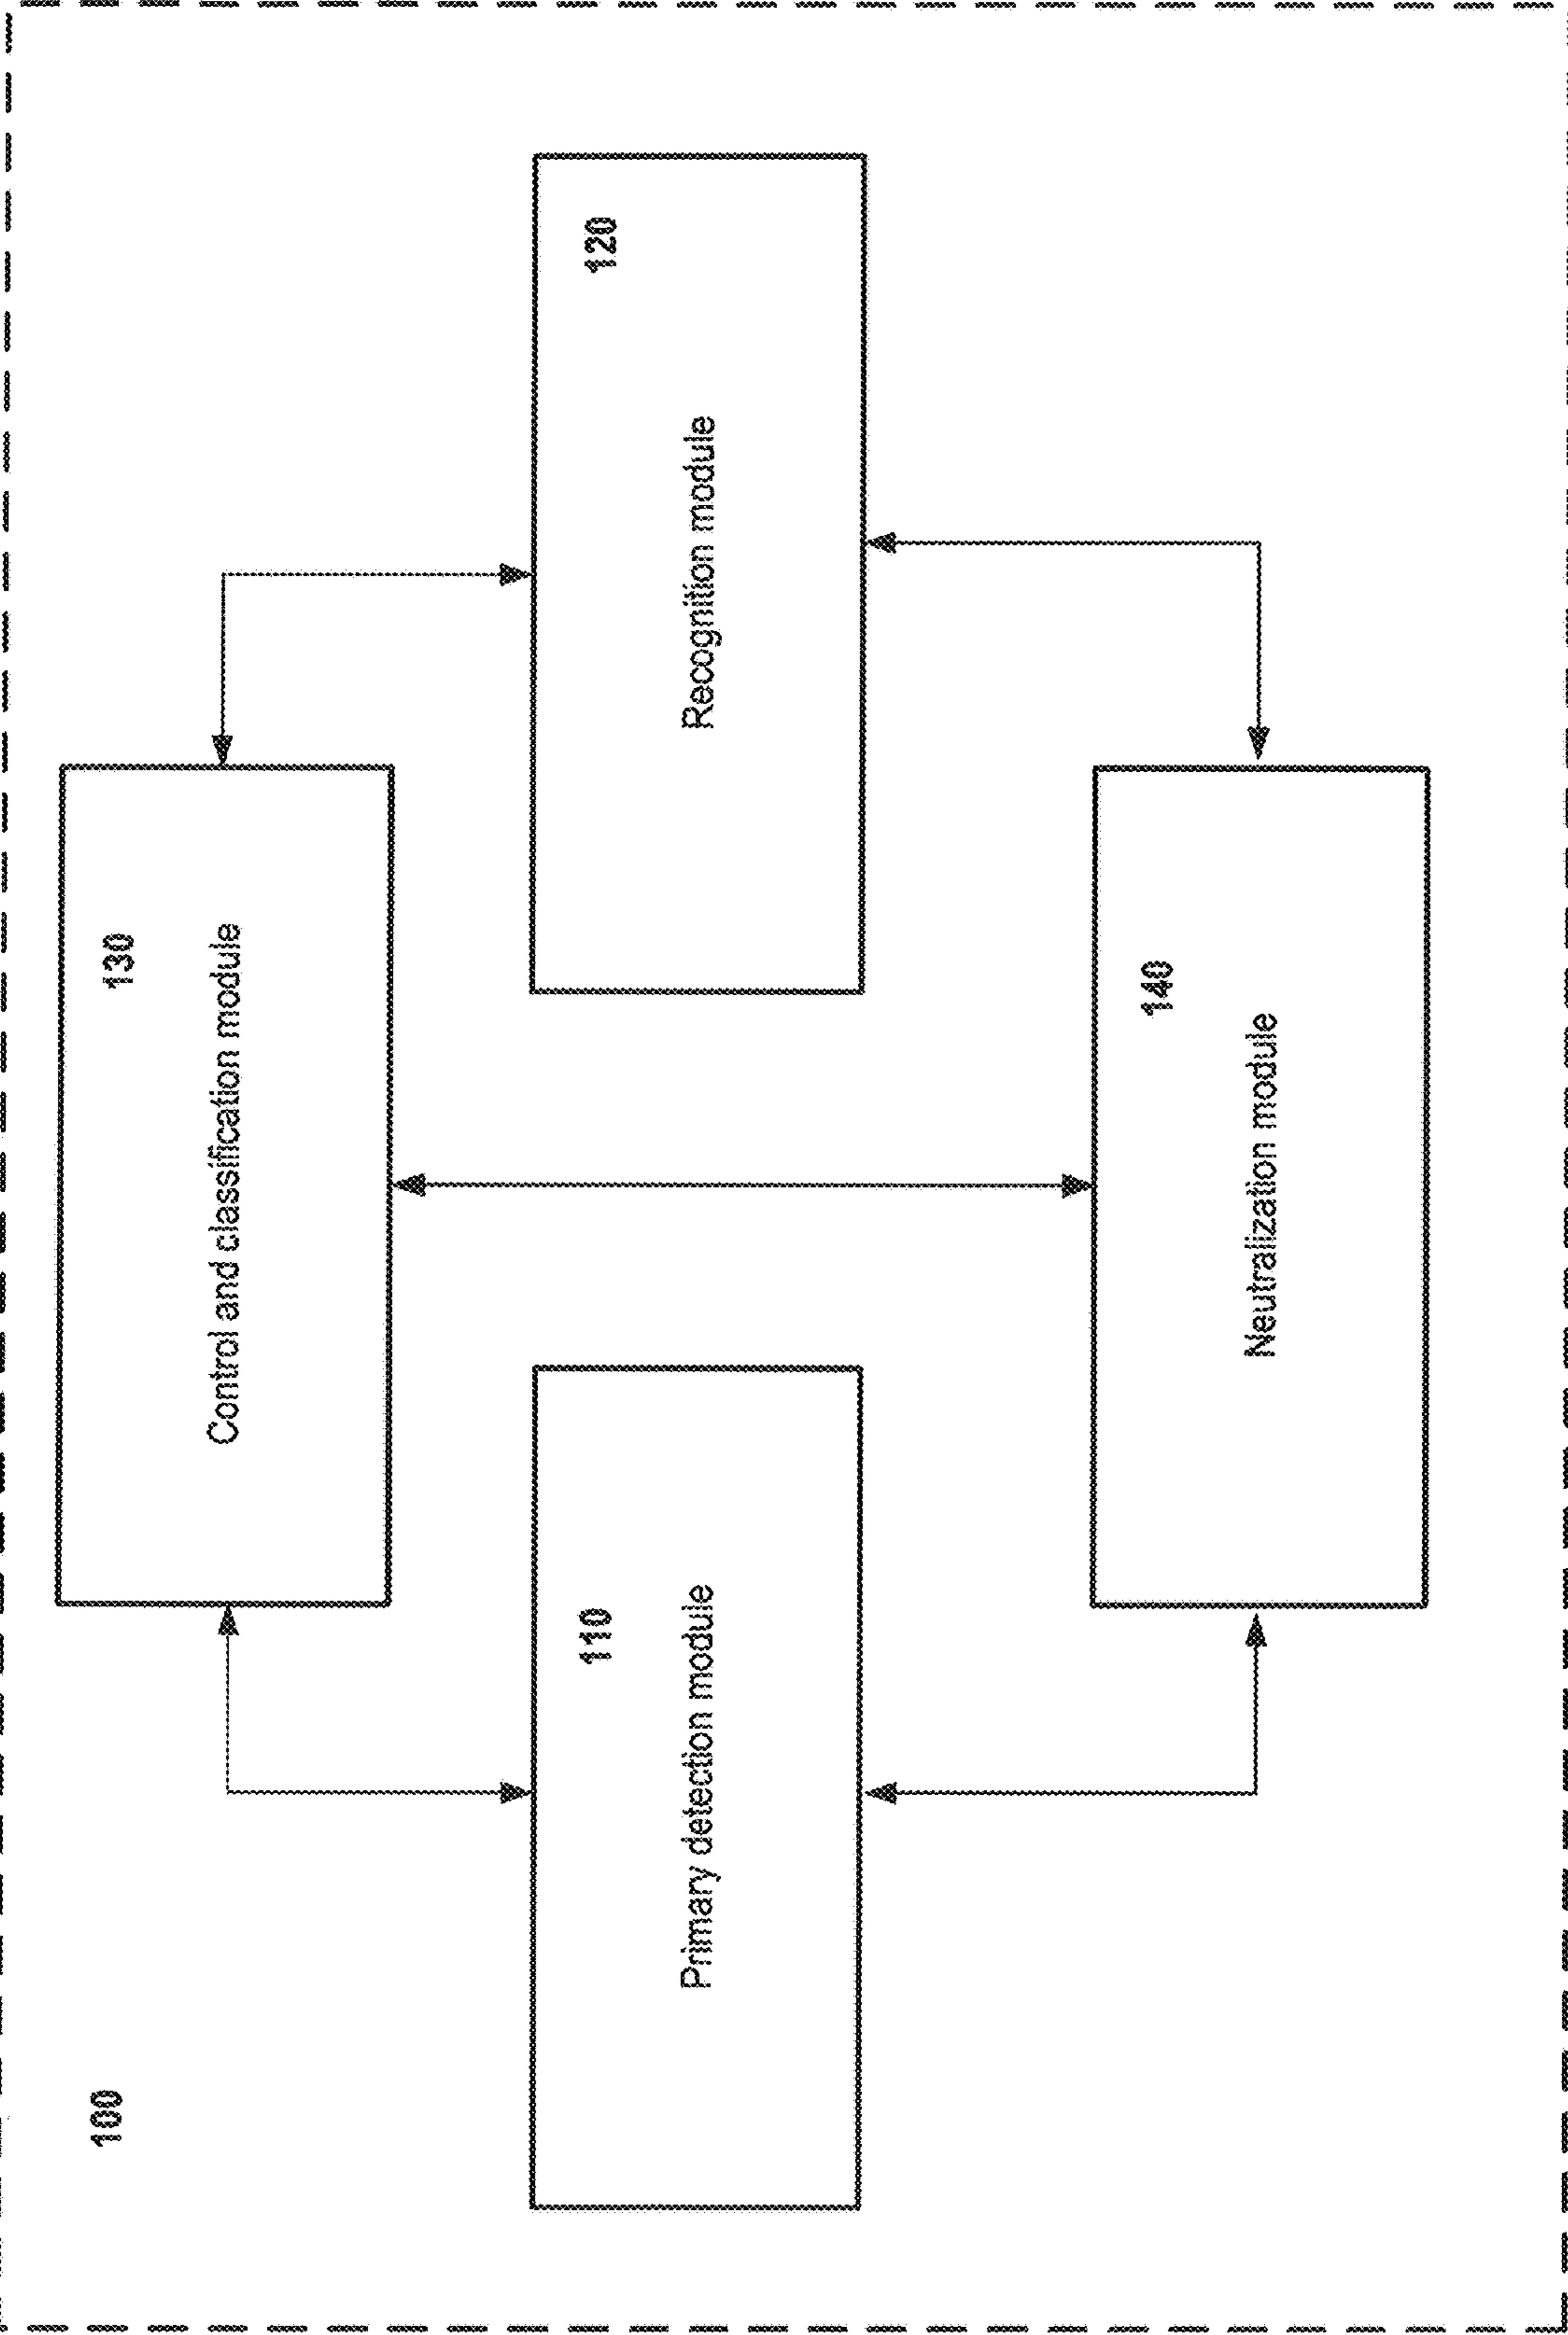 100
130
Control and classification module
110
Primary detection module
120
Recognition module
140
Neutralization module